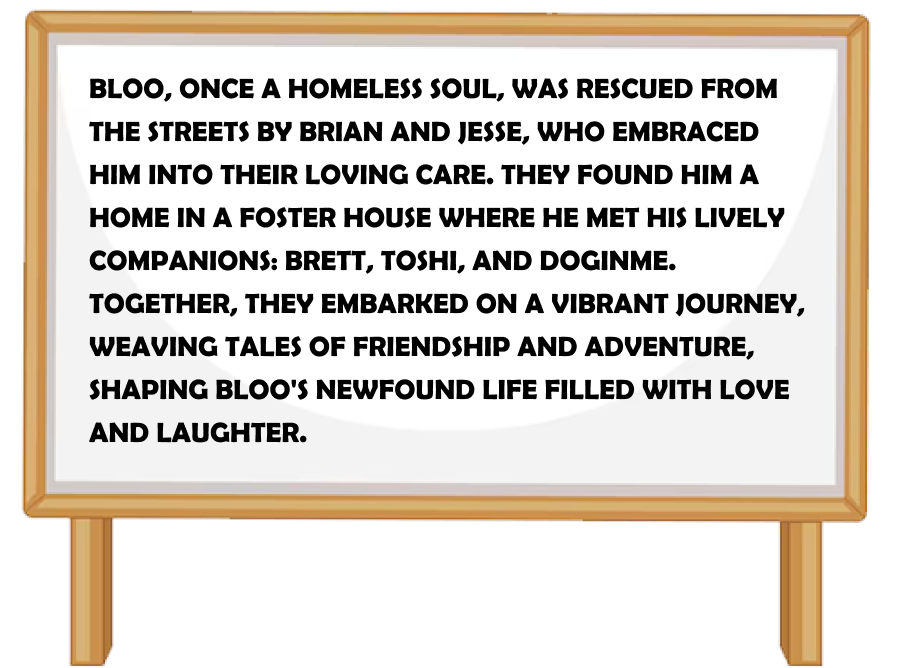 BLOO, ONCE A HOMELESS SOUL, WAS RESCUED FROM
THE STREETS BY BRIAN AND JESSE, WHO EMBRACED
HIM INTO THEIR LOVING CARE. THEY FOUND HIM A
HOME IN A FOSTER HOUSE WHERE HE MET HIS LIVELY
COMPANIONS: BRETT, TOSHI, AND DOGINME.
TOGETHER, THEY EMBARKED ON A VIBRANT JOURNEY,
WEAVING TALES OF FRIENDSHIP AND ADVENTURE,
SHAPING BLOO'S NEWFOUND LIFE FILLED WITH LOVE
AND LAUGHTER.